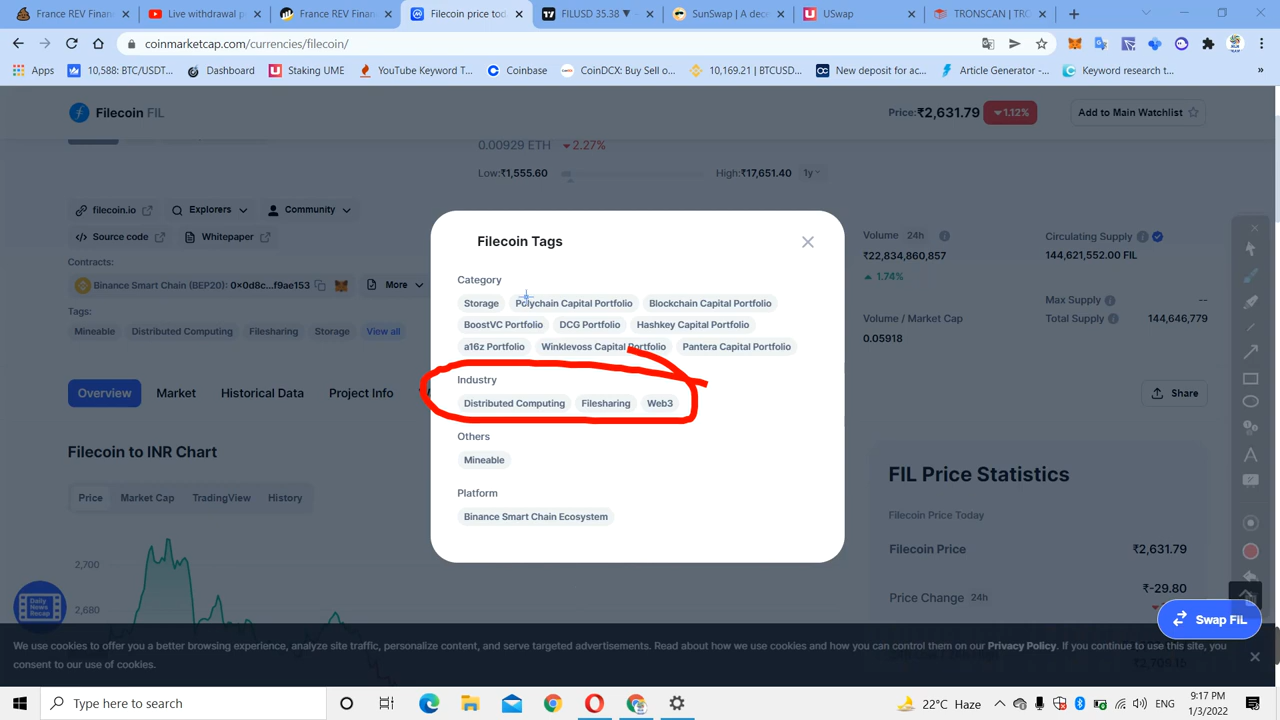 France REV Finan
France REV Finan
Filecoin price toda
FILUSD 35.38 ▼
SunSwap | A dece
USwap
TRONSCAN | TRON
coinmarketcap.com/currencies/filecoin/
Apps 10,588: BTC/USDT... Dashboard Staking UME YouTube Keyword T... Coinbase CoinDCX: Buy Sell o... 10,169.21 | BTCUSD... New deposit for ac... Article Generator -... Keyword research t... »
Filecoin FIL
Price: ₹2,631.79 ▼1.12%
Add to Main Watchlist
0.00929 ETH ▼2.27%
Low:₹1,555.60 High:₹17,651.40 1y
filecoin.io Explorers Community
Source code Whitepaper
Contracts:
Binance Smart Chain (BEP20): 0x0d8c...f9ae153 More
Tags:
Mineable Distributed Computing Filesharing Storage View all
Filecoin Tags
Category
Storage Polychain Capital Portfolio Blockchain Capital Portfolio
BoostVC Portfolio DCG Portfolio Hashkey Capital Portfolio
a16z Portfolio Winklevoss Capital Portfolio Pantera Capital Portfolio
Industry
Distributed Computing Filesharing Web3
Others
Mineable
Platform
Binance Smart Chain Ecosystem
Volume 24h
₹22,834,860,857
▲ 1.74%
Volume / Market Cap
0.05918
Circulating Supply
144,621,552.00 FIL
Max Supply --
Total Supply 144,646,779
Overview Market Historical Data Project Info
Share
Filecoin to INR Chart
Price Market Cap TradingView History
2,700
2,680
Daily
News
Recap
FIL Price Statistics
Filecoin Price Today
Filecoin Price ₹2,631.79
Price Change 24h ₹-29.80
Swap FIL
We use cookies to offer you a better browsing experience, analyze site traffic, personalize content, and serve targeted advertisements. Read about how we use cookies and how you can control them on our Privacy Policy. If you continue to use this site, you
consent to our use of cookies.
Type here to search
22°C Haze
ENG
9:17 PM
1/3/2022